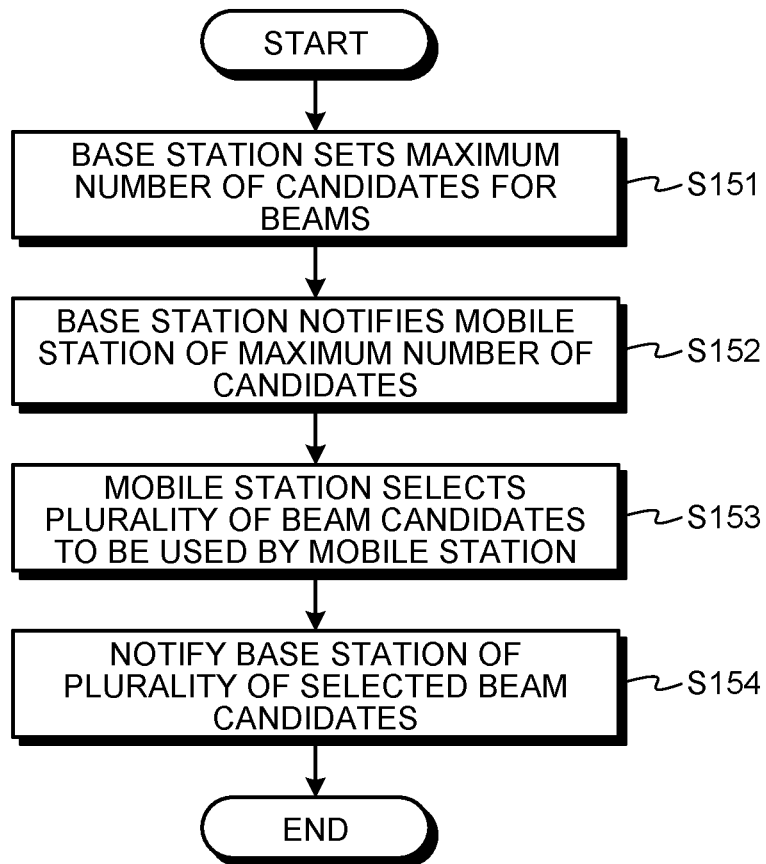 START
BASE STATION SETS MAXIMUM
NUMBER OF CANDIDATES FOR
BEAMS
S151
BASE STATION NOTIFIES MOBILE
STATION OF MAXIMUM NUMBER OF
CANDIDATES
S152
MOBILE STATION SELECTS
PLURALITY OF BEAM CANDIDATES
TO BE USED BY MOBILE STATION
S153
NOTIFY BASE STATION OF
PLURALITY OF SELECTED BEAM
CANDIDATES
S154
END